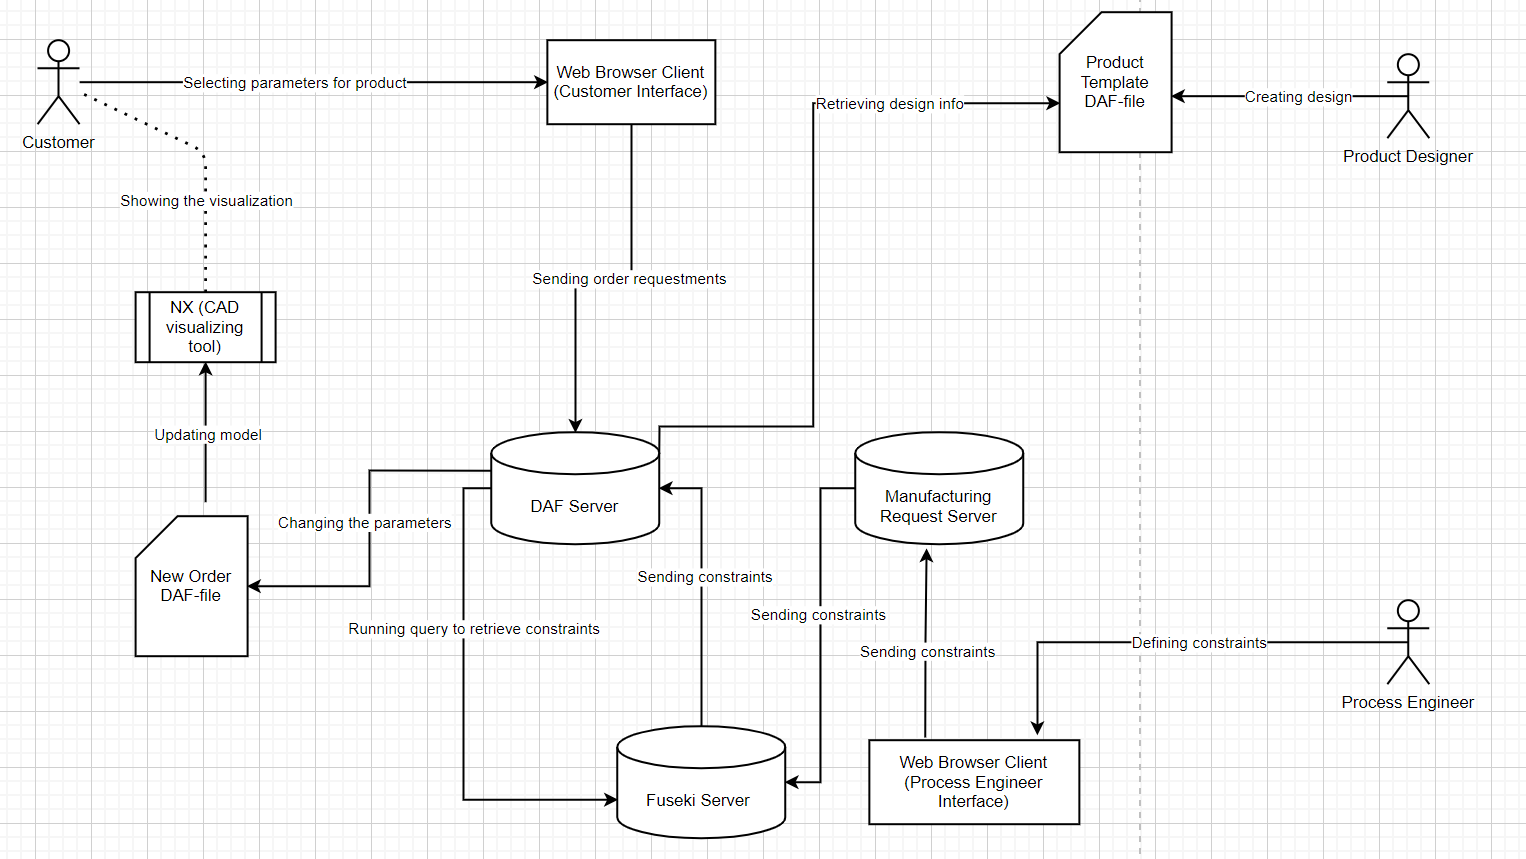 Customer
Selecting parameters for product
Web Browser Client
(Customer Interface)
Retrieving design info
Product
Template
DAF-file
Creating design
Product Designer
Showing the visualization
Sending order requestments
NX (CAD
visualizing
tool)
Updating model
DAF Server
Manufacturing
Request Server
Changing the parameters
New Order
DAF-file
Sending constraints
Running query to retrieve constraints
Sending constraints
Sending constraints
Defining constraints
Process Engineer
Fuseki Server
Web Browser Client
(Process Engineer
Interface)